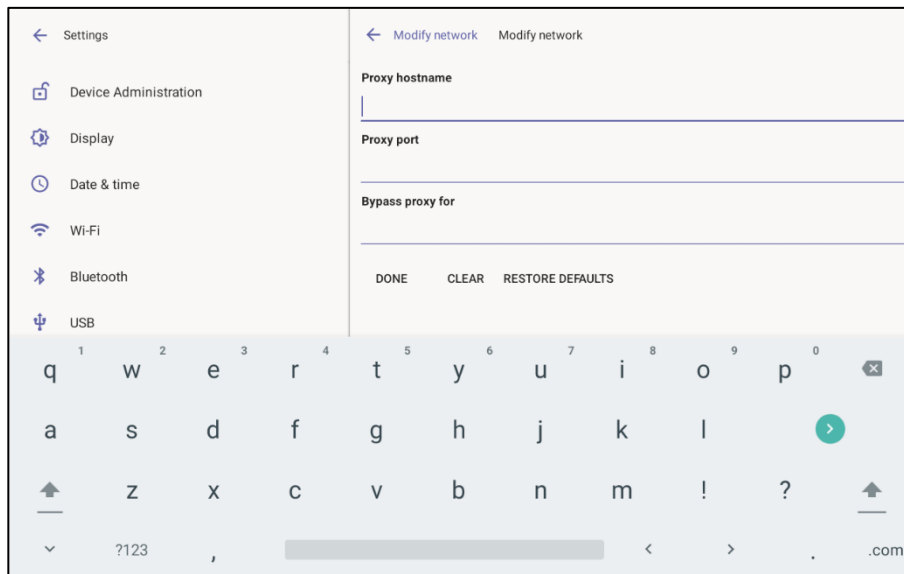 Settings
Device Administration
Display
Date & time
Wi-Fi
Bluetooth
USB
Modify network Modify network
Proxy hostname
Proxy port
Bypass proxy for
DONE CLEAR RESTORE DEFAULTS
1 2 3 4 5 6 7 8 9 0
q w e r t y u i o p
a s d f g h j k l
z x c v b n m ! ?
?123 , < > . .com